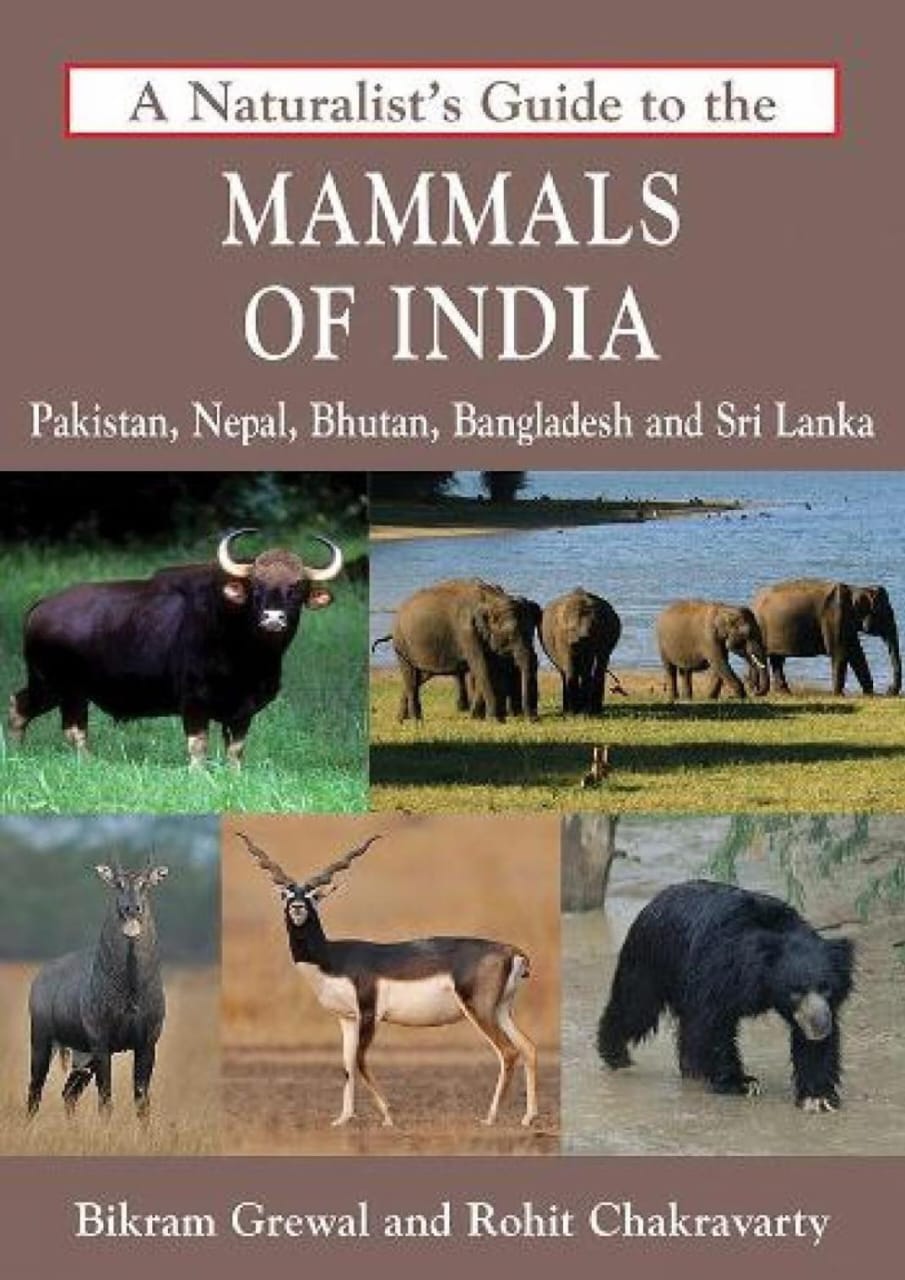 A Naturalist's Guide to the
MAMMALS
OF INDIA
Pakistan, Nepal, Bhutan, Bangladesh and Sri Lanka
Bikram Grewal and Rohit Chakravarty